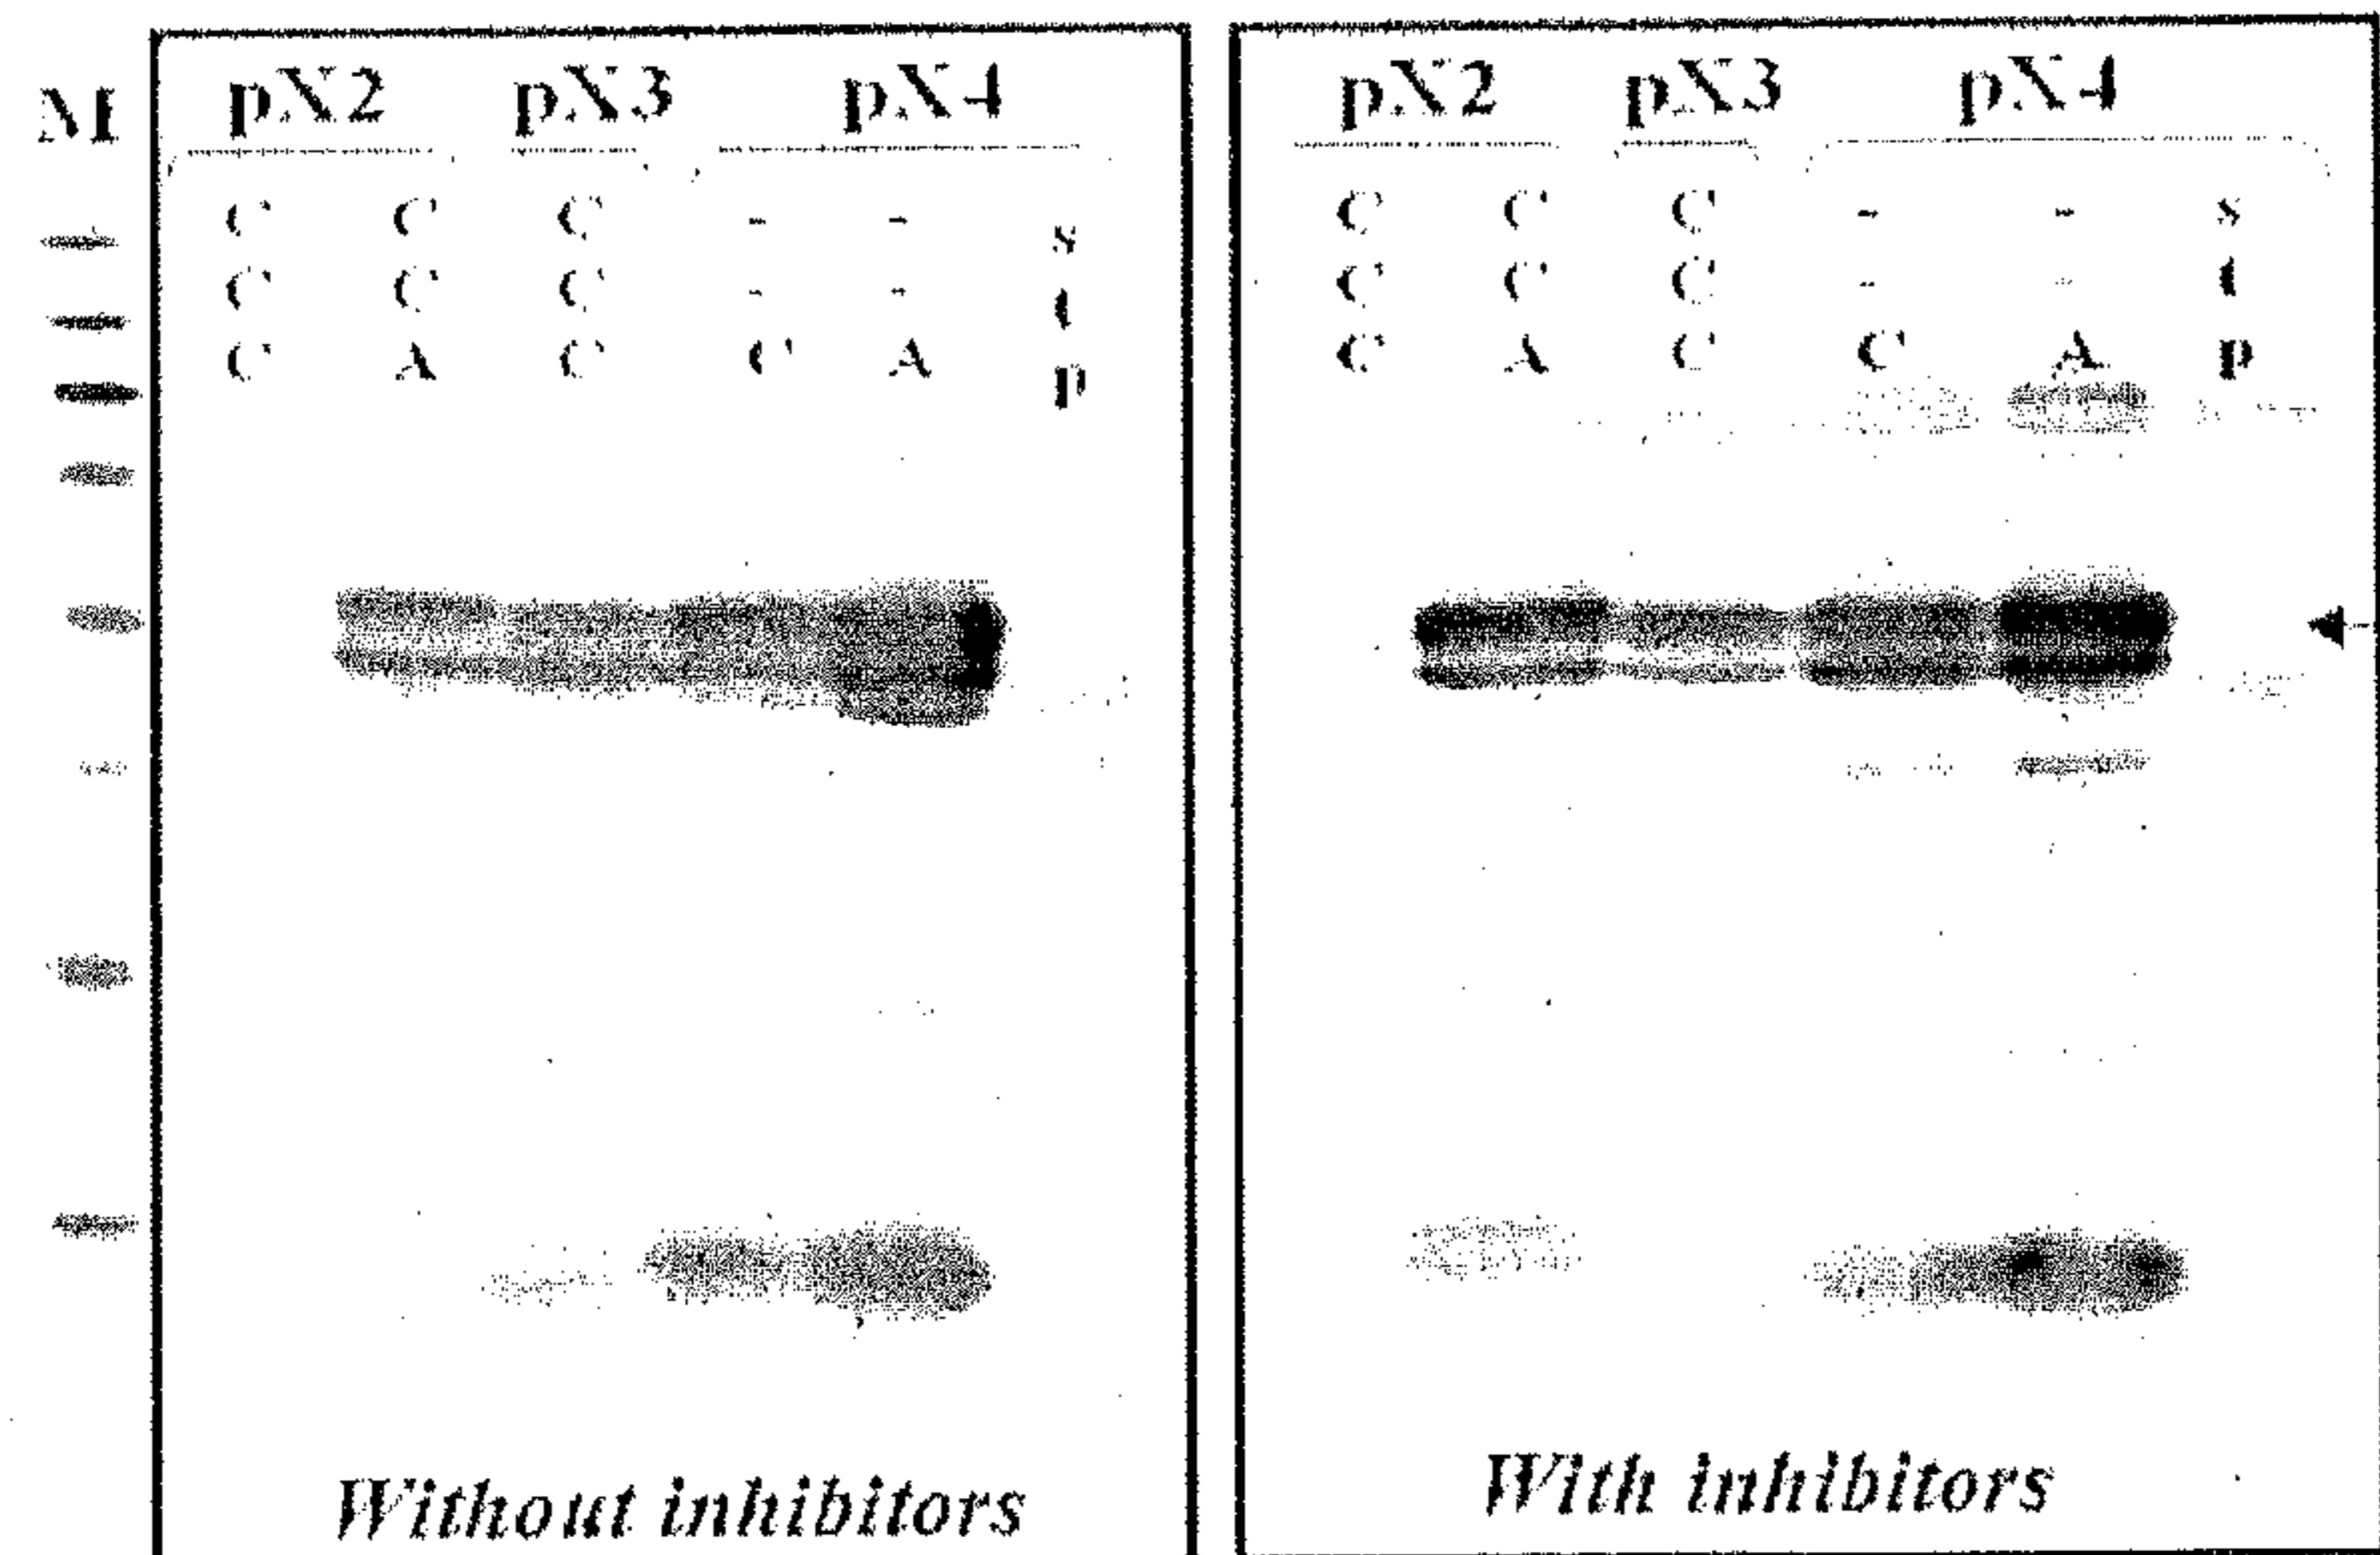 M pX2 pX3 pX4 pX2 pX3 pX4
C C C - - s C C C - - s
C C C - - t C C C - - t
C A C C A p C A C C A p
Without inhibitors With inhibitors